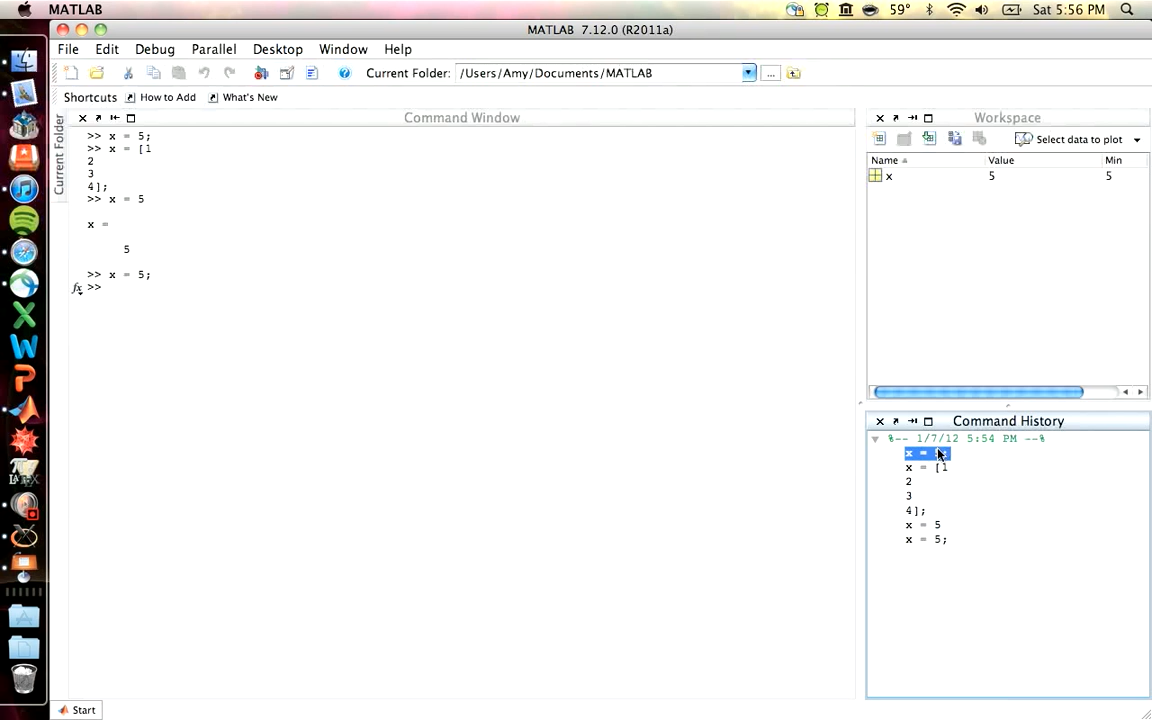 MATLAB
59° Sat 5:56 PM
MATLAB 7.12.0 (R2011a)
File Edit Debug Parallel Desktop Window Help
Current Folder: /Users/Amy/Documents/MATLAB ...
Shortcuts How to Add What's New
Current Folder
Command Window
>> x = 5;
>> x = [1
2
3
4];
>> x = 5
x =
5
>> x = 5;
fx >>
Workspace
Select data to plot
Name Value Min
x 5 5
Command History
%-- 1/7/12 5:54 PM --%
x =
x = [1
2
3
4];
x = 5
x = 5;
Start